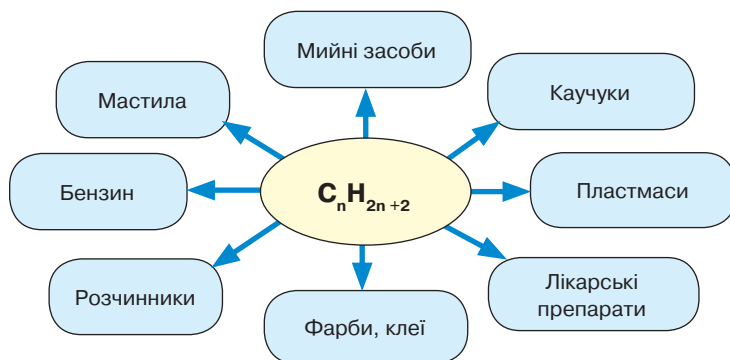 Мийні засоби
Мастила
Каучуки
Бензин
CₙH₂ₙ₊₂
Пластмаси
Розчинники
Фарби, клеї
Лікарські
препарати